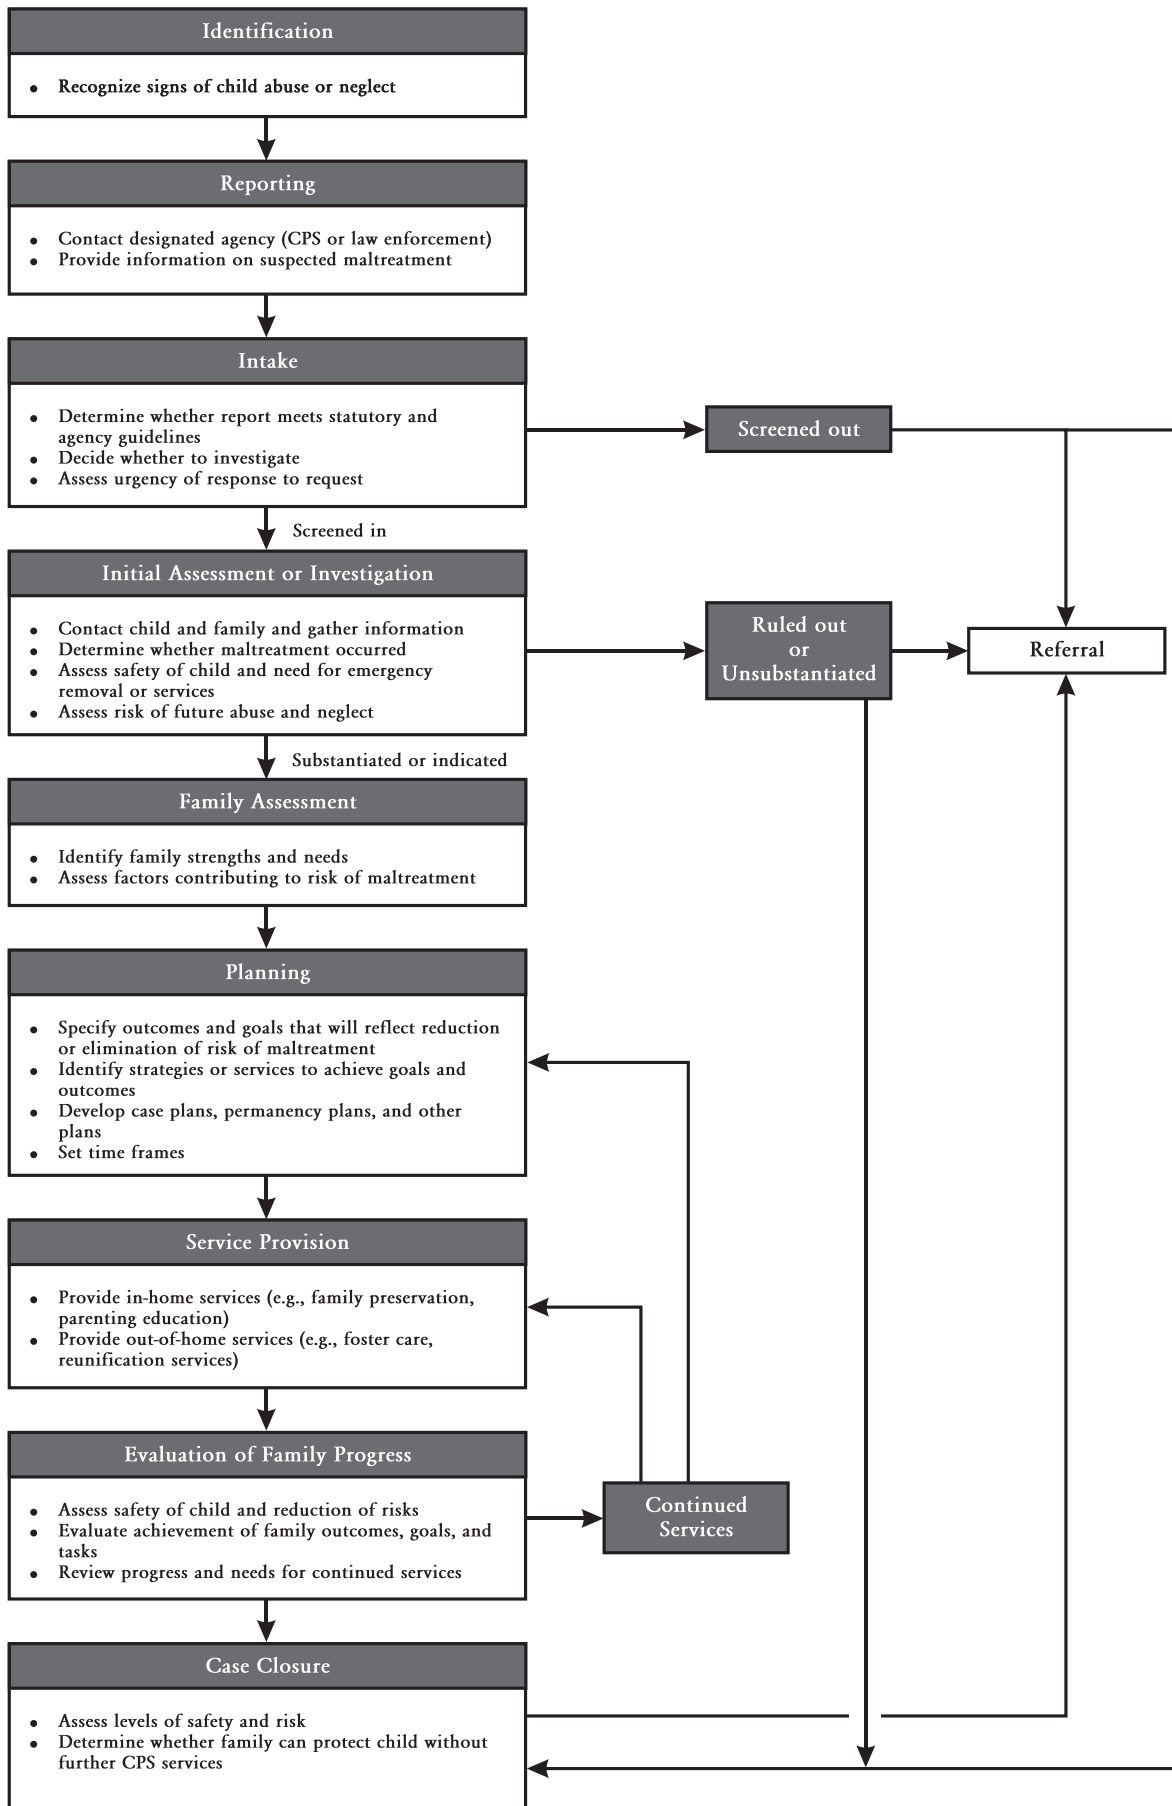 Identification
• Recognize signs of child abuse or neglect
Reporting
• Contact designated agency (CPS or law enforcement)
• Provide information on suspected maltreatment
Intake
• Determine whether report meets statutory and
agency guidelines
• Decide whether to investigate
• Assess urgency of response to request
Screened out
Screened in
Initial Assessment or Investigation
• Contact child and family and gather information
• Determine whether maltreatment occurred
• Assess safety of child and need for emergency
removal or services
• Assess risk of future abuse and neglect
Ruled out
or
Unsubstantiated
Referral
Substantiated or indicated
Family Assessment
• Identify family strengths and needs
• Assess factors contributing to risk of maltreatment
Planning
• Specify outcomes and goals that will reflect reduction
or elimination of risk of maltreatment
• Identify strategies or services to achieve goals and
outcomes
• Develop case plans, permanency plans, and other
plans
• Set time frames
Service Provision
• Provide in-home services (e.g., family preservation,
parenting education)
• Provide out-of-home services (e.g., foster care,
reunification services)
Evaluation of Family Progress
• Assess safety of child and reduction of risks
• Evaluate achievement of family outcomes, goals, and
tasks
• Review progress and needs for continued services
Continued
Services
Case Closure
• Assess levels of safety and risk
• Determine whether family can protect child without
further CPS services